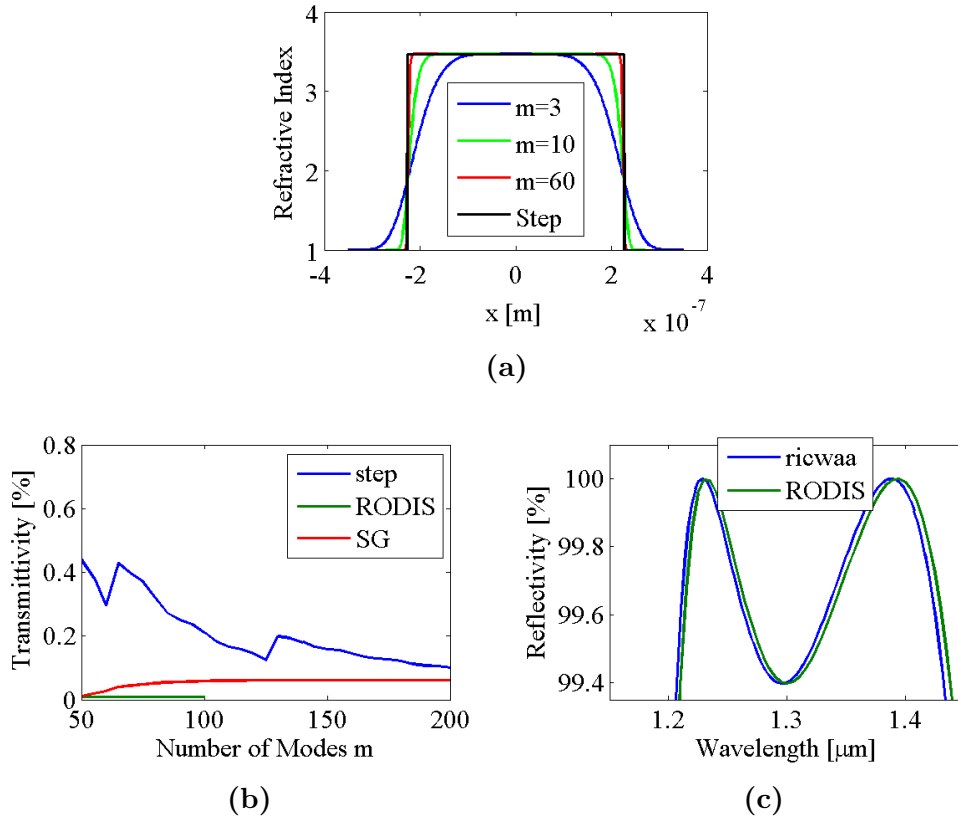 4
3
2
1
Refractive Index
m=3
m=10
m=60
Step
-4 -2 0 2 4
x [m]
x 10^-7
(a)
0.8
0.6
0.4
0.2
0
Transmittivity [%]
step
RODIS
SG
50 100 150 200
Number of Modes m
(b)
100
99.8
99.6
99.4
Reflectivity [%]
ricwaa
RODIS
1.2 1.3 1.4
Wavelength [μm]
(c)